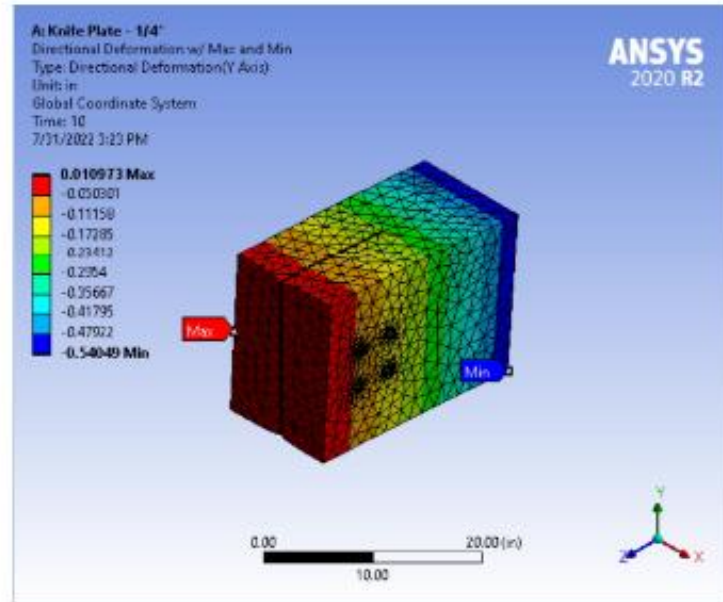 A: Knife Plate - 1/4"
Directional Deformation w/ Max and Min
Type: Directional Deformation(Y Axis)
Unit: in
Global Coordinate System
Time: 10
7/31/2022 3:23 PM
ANSYS
2020 R2
0.010973 Max
-0.050301
-0.11158
-0.17285
-0.23412
-0.2954
-0.35667
-0.41795
-0.47922
-0.54049 Min
Max
Min
0.00
20.00 (in)
10.00
Y
Z
X